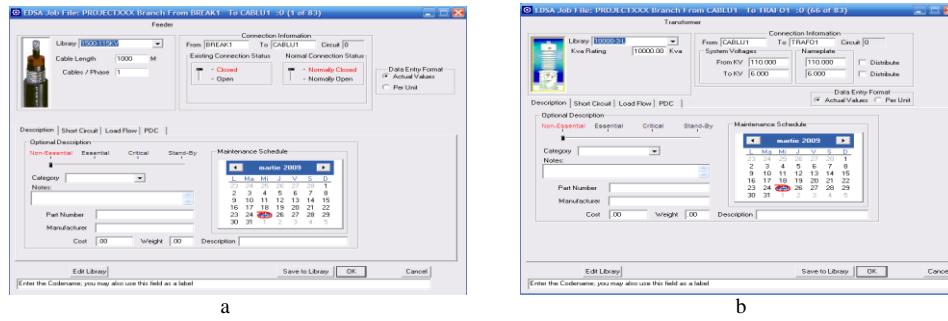 EDSA Job File: PROJECTXXX Branch From BREAK1 To CABLU1 :0 (1 of 83)
Feeder
Library 1500-115KV
Cable Length 1000 M
Cables / Phase 1
Connection Information
From BREAK1 To CABLU1 Circuit 0
Existing Connection Status
- Closed
- Open
Normal Connection Status
- Normally Closed
- Normally Open
Data Entry Format
Actual Values
Per Unit
Description Short Circuit Load Flow PDC
Optional Description
Non-Essential Essential Critical Stand-By
Category
Notes:
Part Number
Manufacturer
Cost .00 Weight .00 Description
Maintenance Schedule
martie 2009
L Ma Mi J V S D
23 24 25 26 27 28 1
2 3 4 5 6 7 8
9 10 11 12 13 14 15
16 17 18 19 20 21 22
23 24 25 26 27 28 29
30 31 1 2 3 4 5
Edit Library Save to Library OK Cancel
Enter the Codename; you may also use this field as a label
a
EDSA Job File: PROJECTXXX Branch From CABLU1 To TRAFO1 :0 (66 of 83)
Transformer
Library 10000-3-L
Kva Rating 10000.00 Kva
Connection Information
From CABLU1 To TRAFO1 Circuit 0
System Voltages
From KV 110.000
To KV 6.000
Nameplate
110.000 Distribute
6.000 Distribute
Data Entry Format
Actual Values Per Unit
Description Short Circuit Load Flow PDC
Optional Description
Non-Essential Essential Critical Stand-By
Category
Notes:
Part Number
Manufacturer
Cost .00 Weight .00 Description
Maintenance Schedule
martie 2009
L Ma Mi J V S D
23 24 25 26 27 28 1
2 3 4 5 6 7 8
9 10 11 12 13 14 15
16 17 18 19 20 21 22
23 24 25 26 27 28 29
30 31 1 2 3 4 5
Edit Library Save to Library OK Cance
Enter the Codename; you may also use this field as a label
b